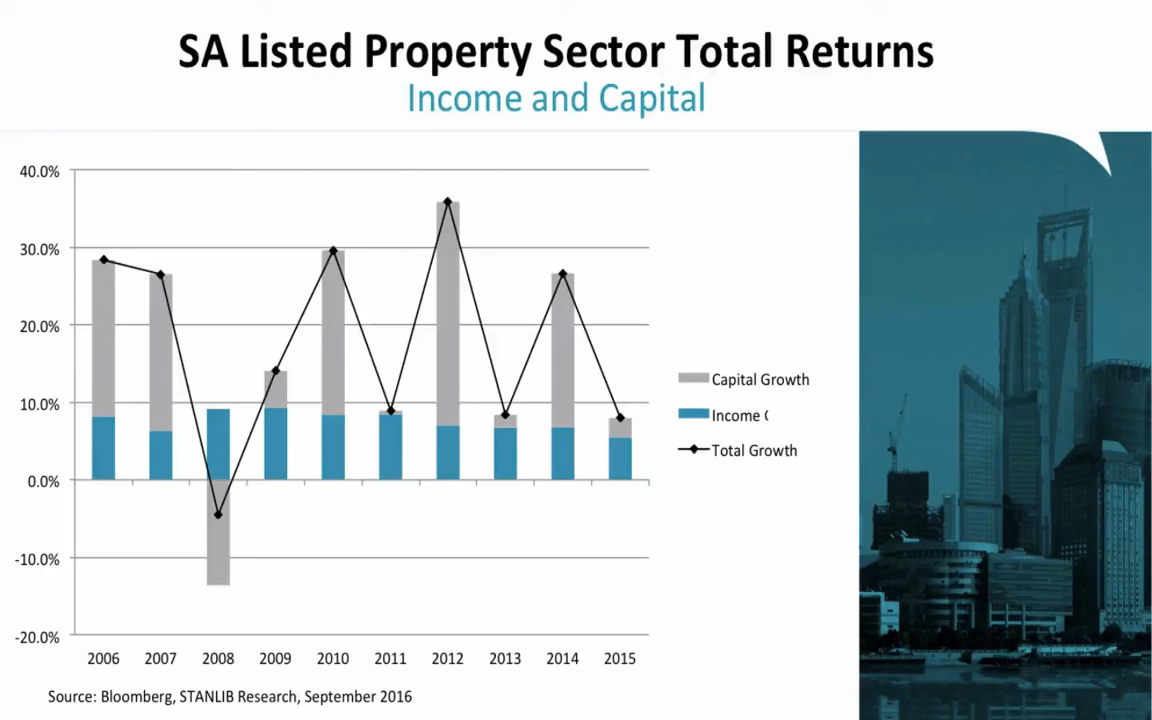 SA Listed Property Sector Total Returns
Income and Capital
40.0%
30.0%
20.0%
10.0%
0.0%
-10.0%
-20.0%
2006 2007 2008 2009 2010 2011 2012 2013 2014 2015
Capital Growth
Income
Total Growth
Source: Bloomberg, STANLIB Research, September 2016